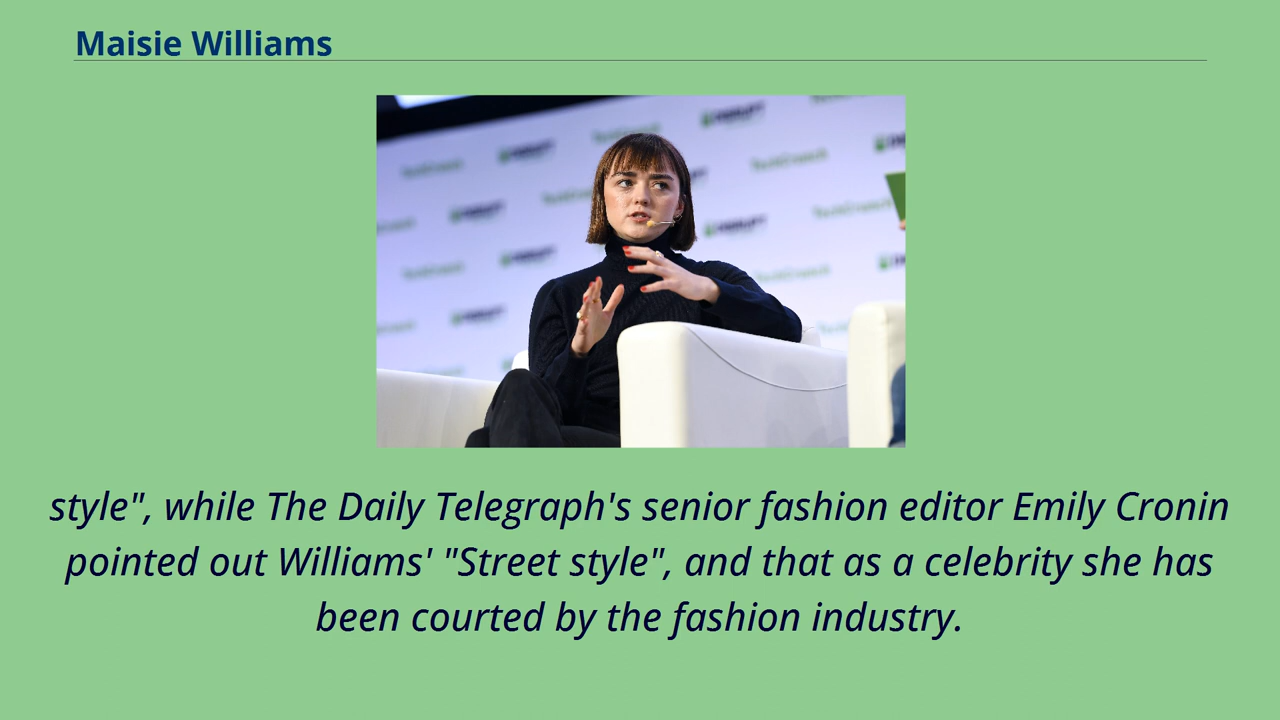 Maisie Williams
style", while The Daily Telegraph's senior fashion editor Emily Cronin
pointed out Williams' "Street style", and that as a celebrity she has
been courted by the fashion industry.